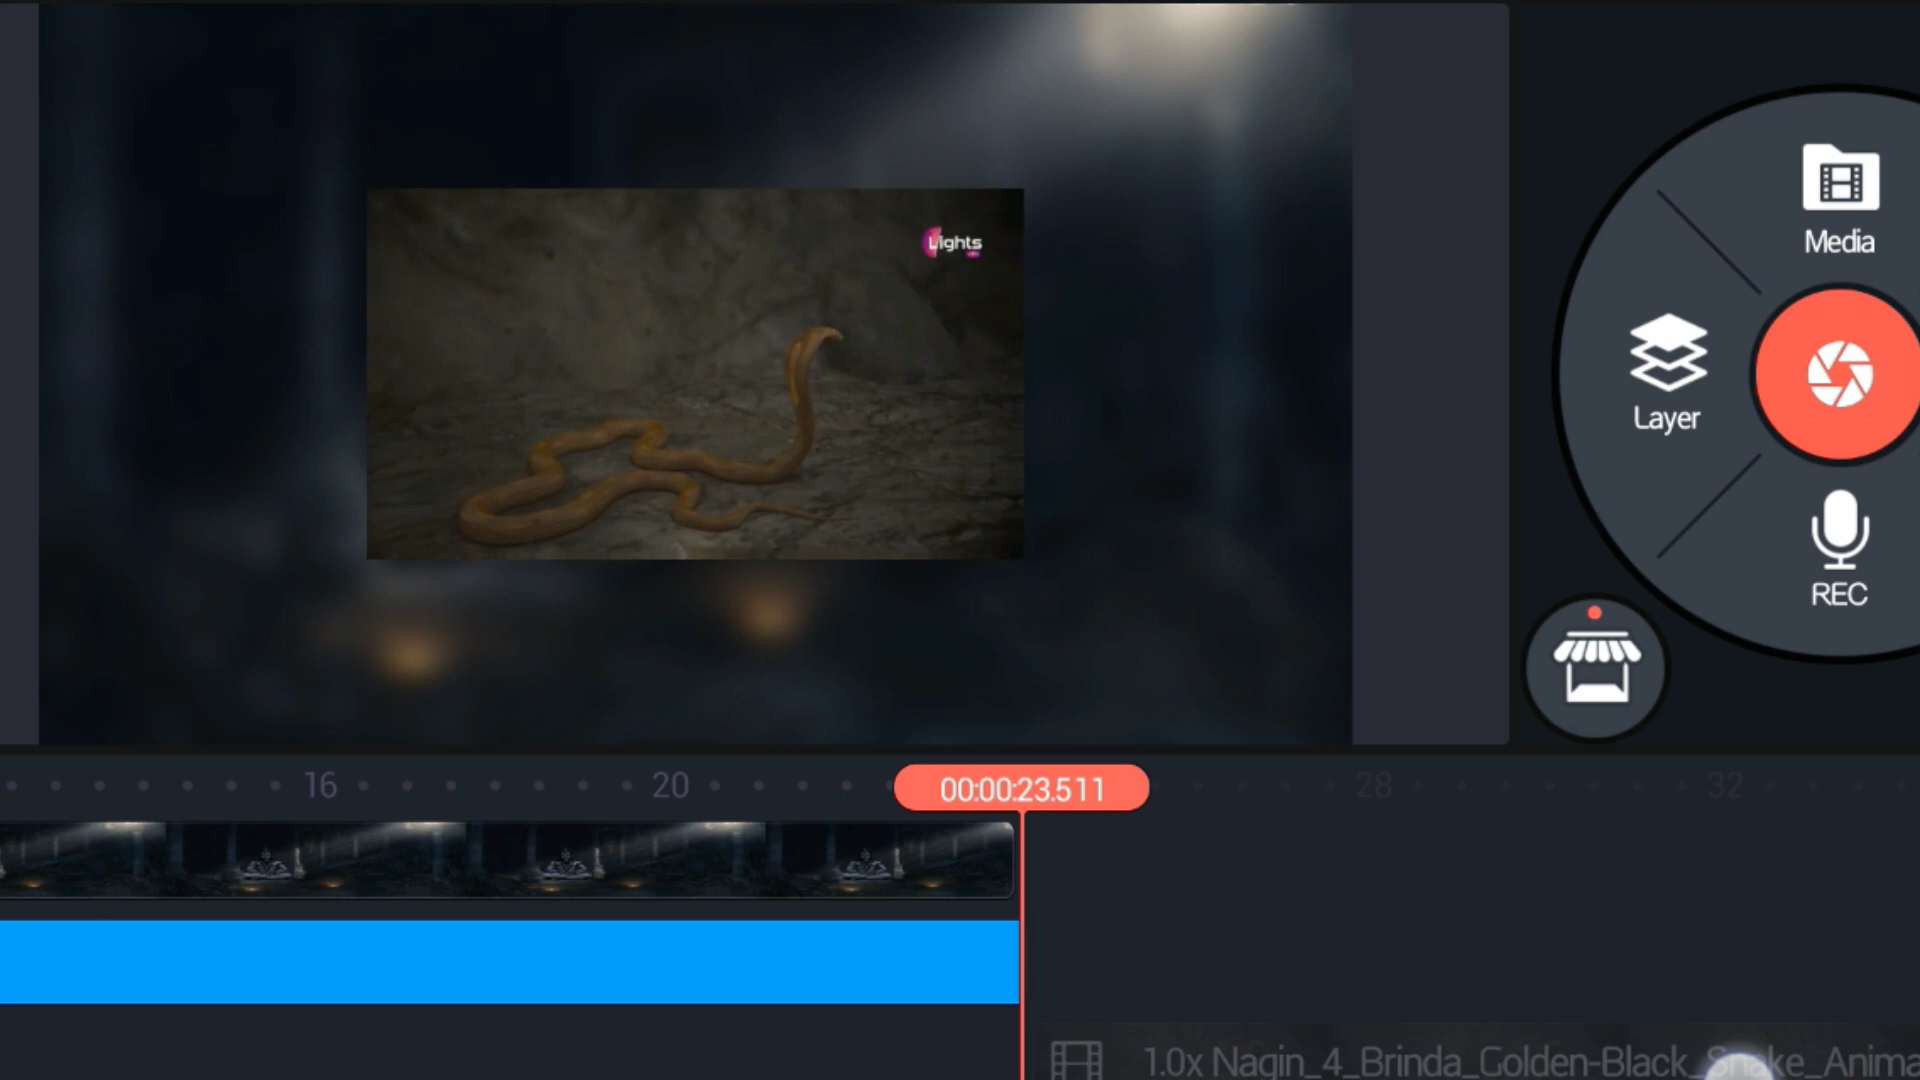 Lights
Media
Layer
REC
16
20
00:00:23.511
28
32
1.0x Nagin_4_Brinda_Golden-Black_Snake_Anima